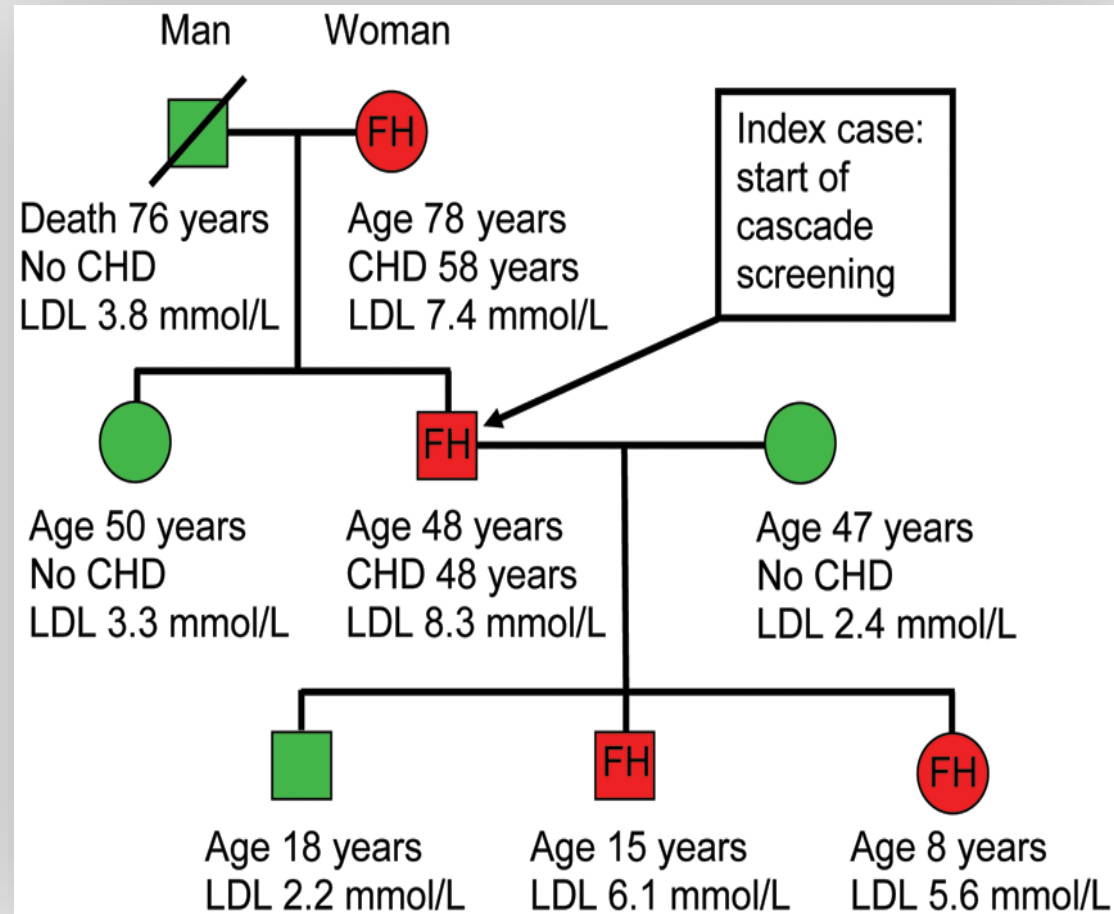 Man
Woman
FH
Index case:
start of
cascade
screening
Death 76 years
No CHD
LDL 3.8 mmol/L
Age 78 years
CHD 58 years
LDL 7.4 mmol/L
FH
Age 50 years
No CHD
LDL 3.3 mmol/L
Age 48 years
CHD 48 years
LDL 8.3 mmol/L
Age 47 years
No CHD
LDL 2.4 mmol/L
FH
FH
Age 18 years
LDL 2.2 mmol/L
Age 15 years
LDL 6.1 mmol/L
Age 8 years
LDL 5.6 mmol/L